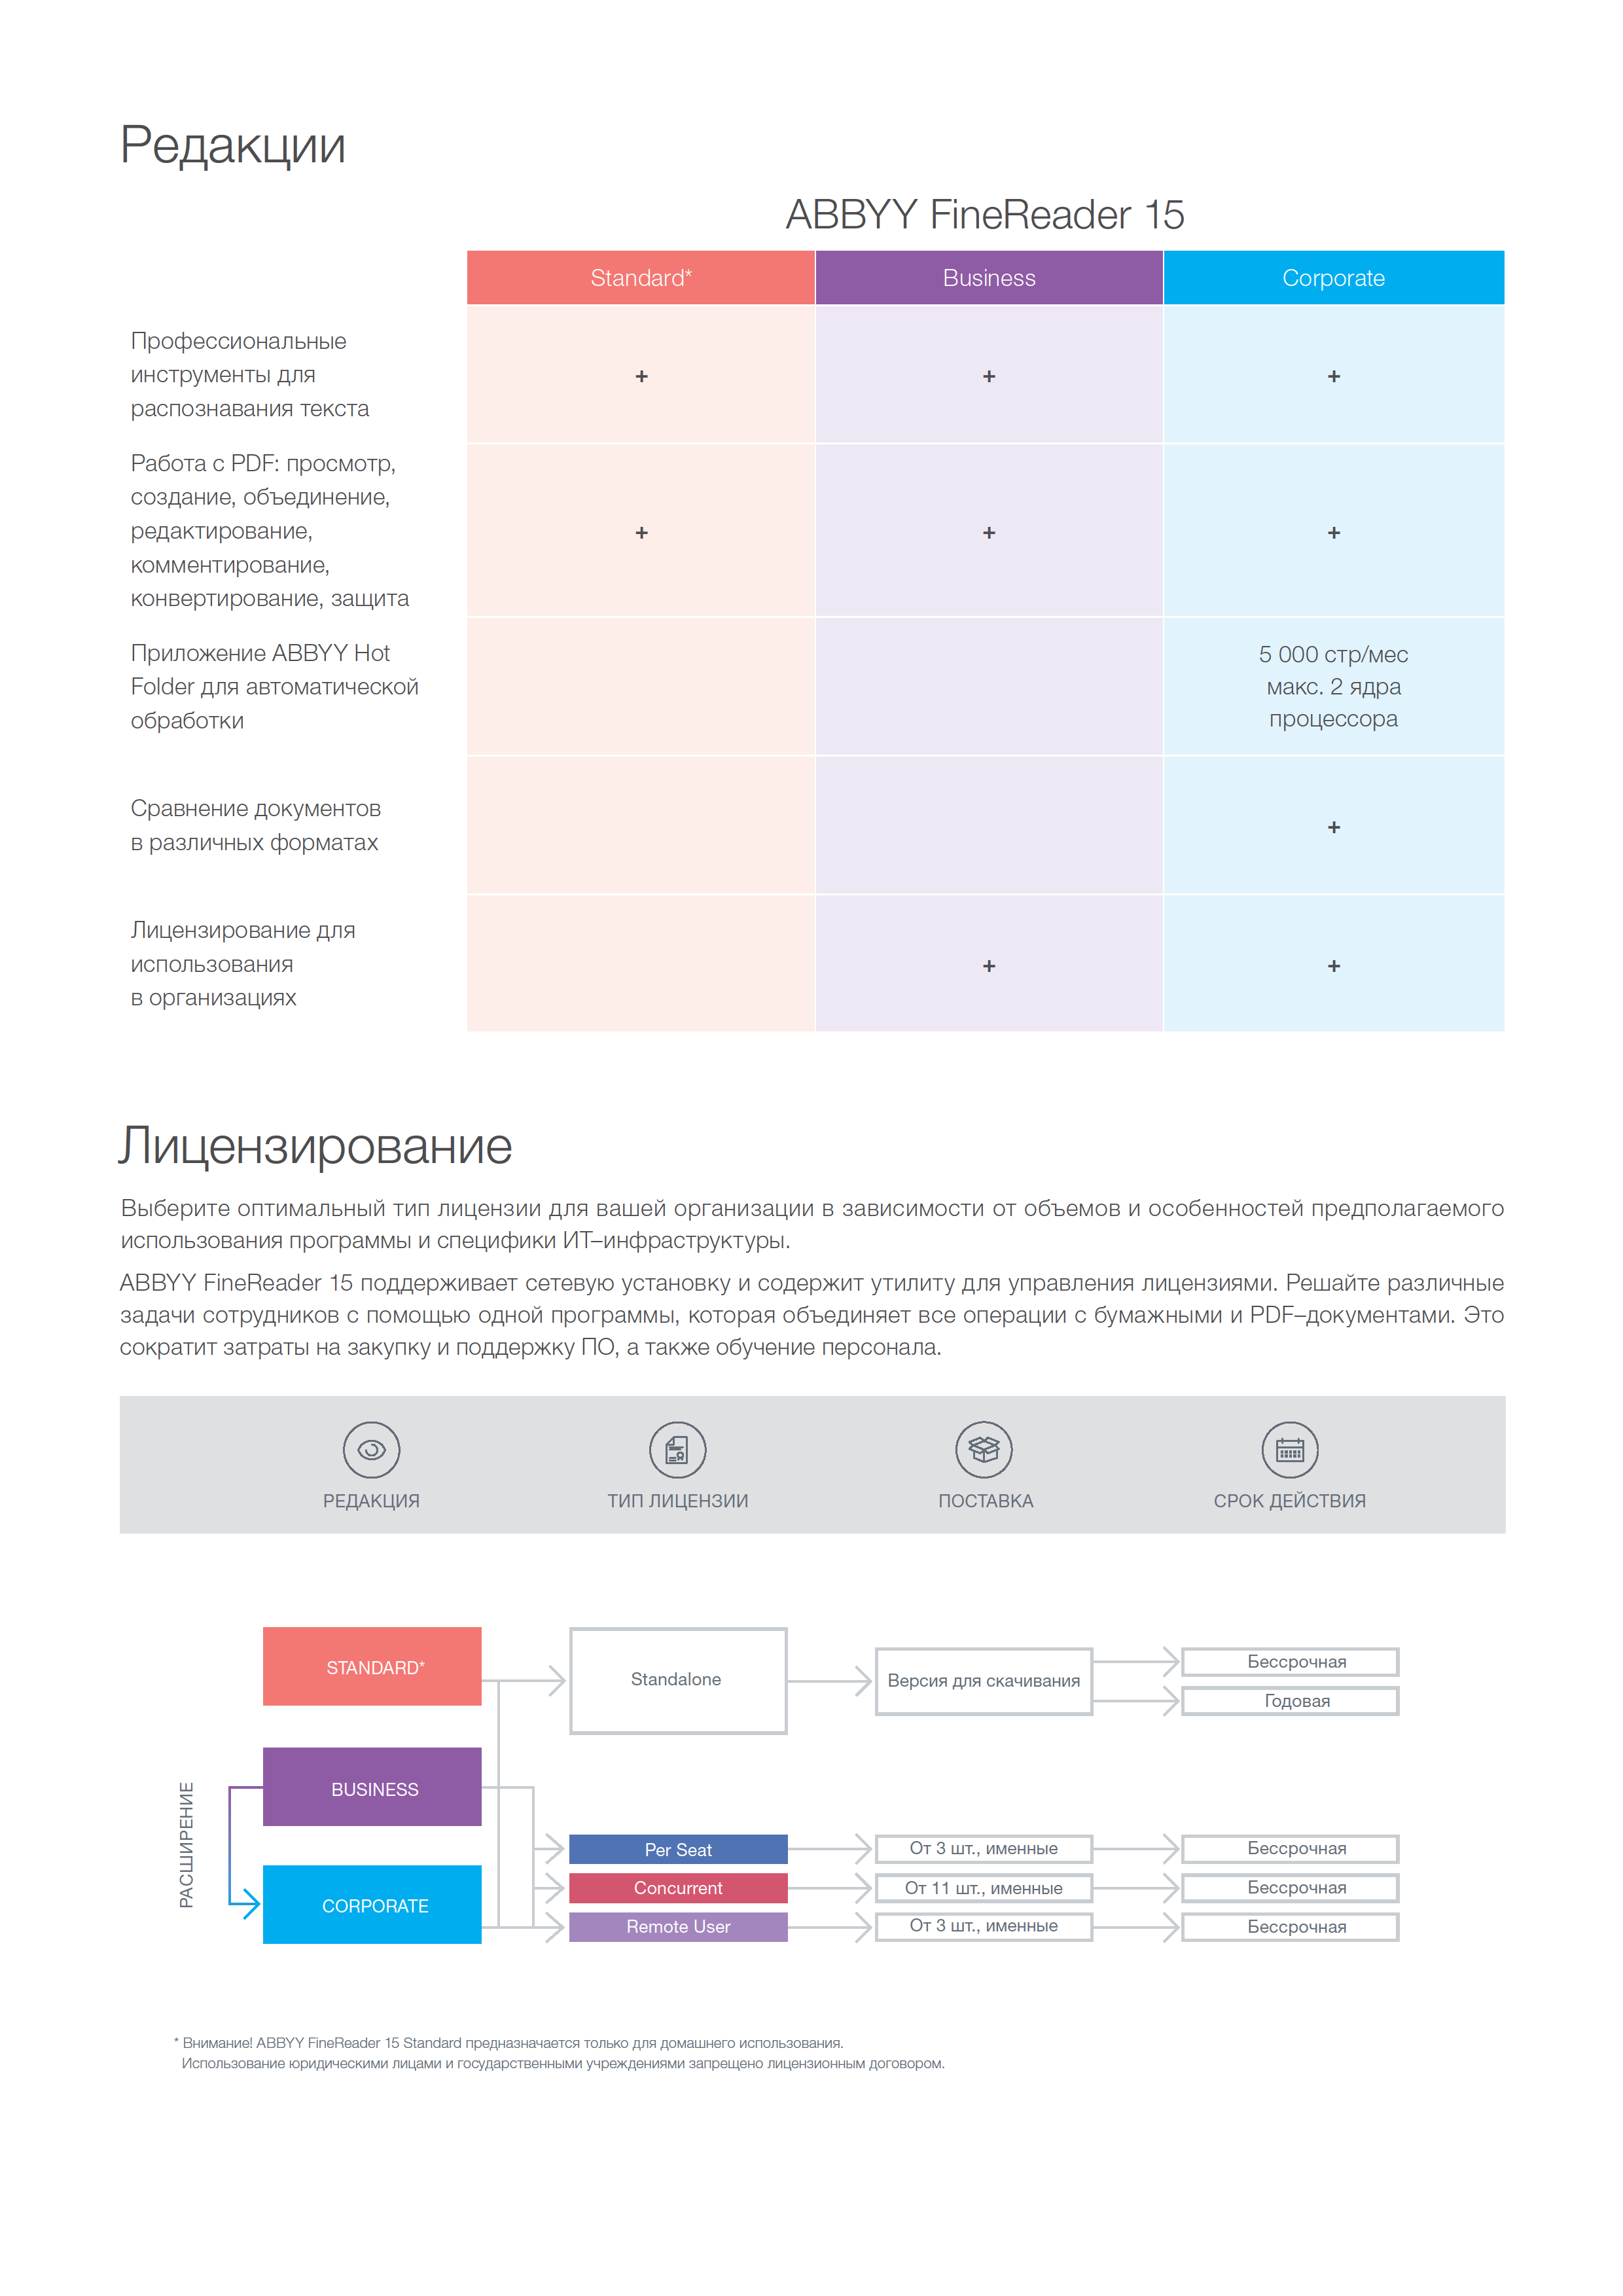 Редакции
ABBYY FineReader 15
Standard*
Business
Corporate
Профессиональные
инструменты для
распознавания текста
+
+
+
Работа с PDF: просмотр,
создание, объединение,
редактирование,
комментирование,
конвертирование, защита
+
+
+
Приложение ABBYY Hot
Folder для автоматической
обработки
5 000 стр/мес
макс. 2 ядра
процессора
Сравнение документов
в различных форматах
+
Лицензирование для
использования
в организациях
+
+
Лицензирование
Выберите оптимальный тип лицензии для вашей организации в зависимости от объемов и особенностей предполагаемого
использования программы и специфики ИТ–инфраструктуры.
ABBYY FineReader 15 поддерживает сетевую установку и содержит утилиту для управления лицензиями. Решайте различные
задачи сотрудников с помощью одной программы, которая объединяет все операции с бумажными и PDF–документами. Это
сократит затраты на закупку и поддержку ПО, а также обучение персонала.
РЕДАКЦИЯ
ТИП ЛИЦЕНЗИИ
ПОСТАВКА
СРОК ДЕЙСТВИЯ
STANDARD*
Standalone
Версия для скачивания
Бессрочная
Годовая
РАСШИРЕНИЕ
BUSINESS
CORPORATE
Per Seat
От 3 шт., именные
Бессрочная
Concurrent
От 11 шт., именные
Бессрочная
Remote User
От 3 шт., именные
Бессрочная
* Внимание! ABBYY FineReader 15 Standard предназначается только для домашнего использования.
Использование юридическими лицами и государственными учреждениями запрещено лицензионным договором.